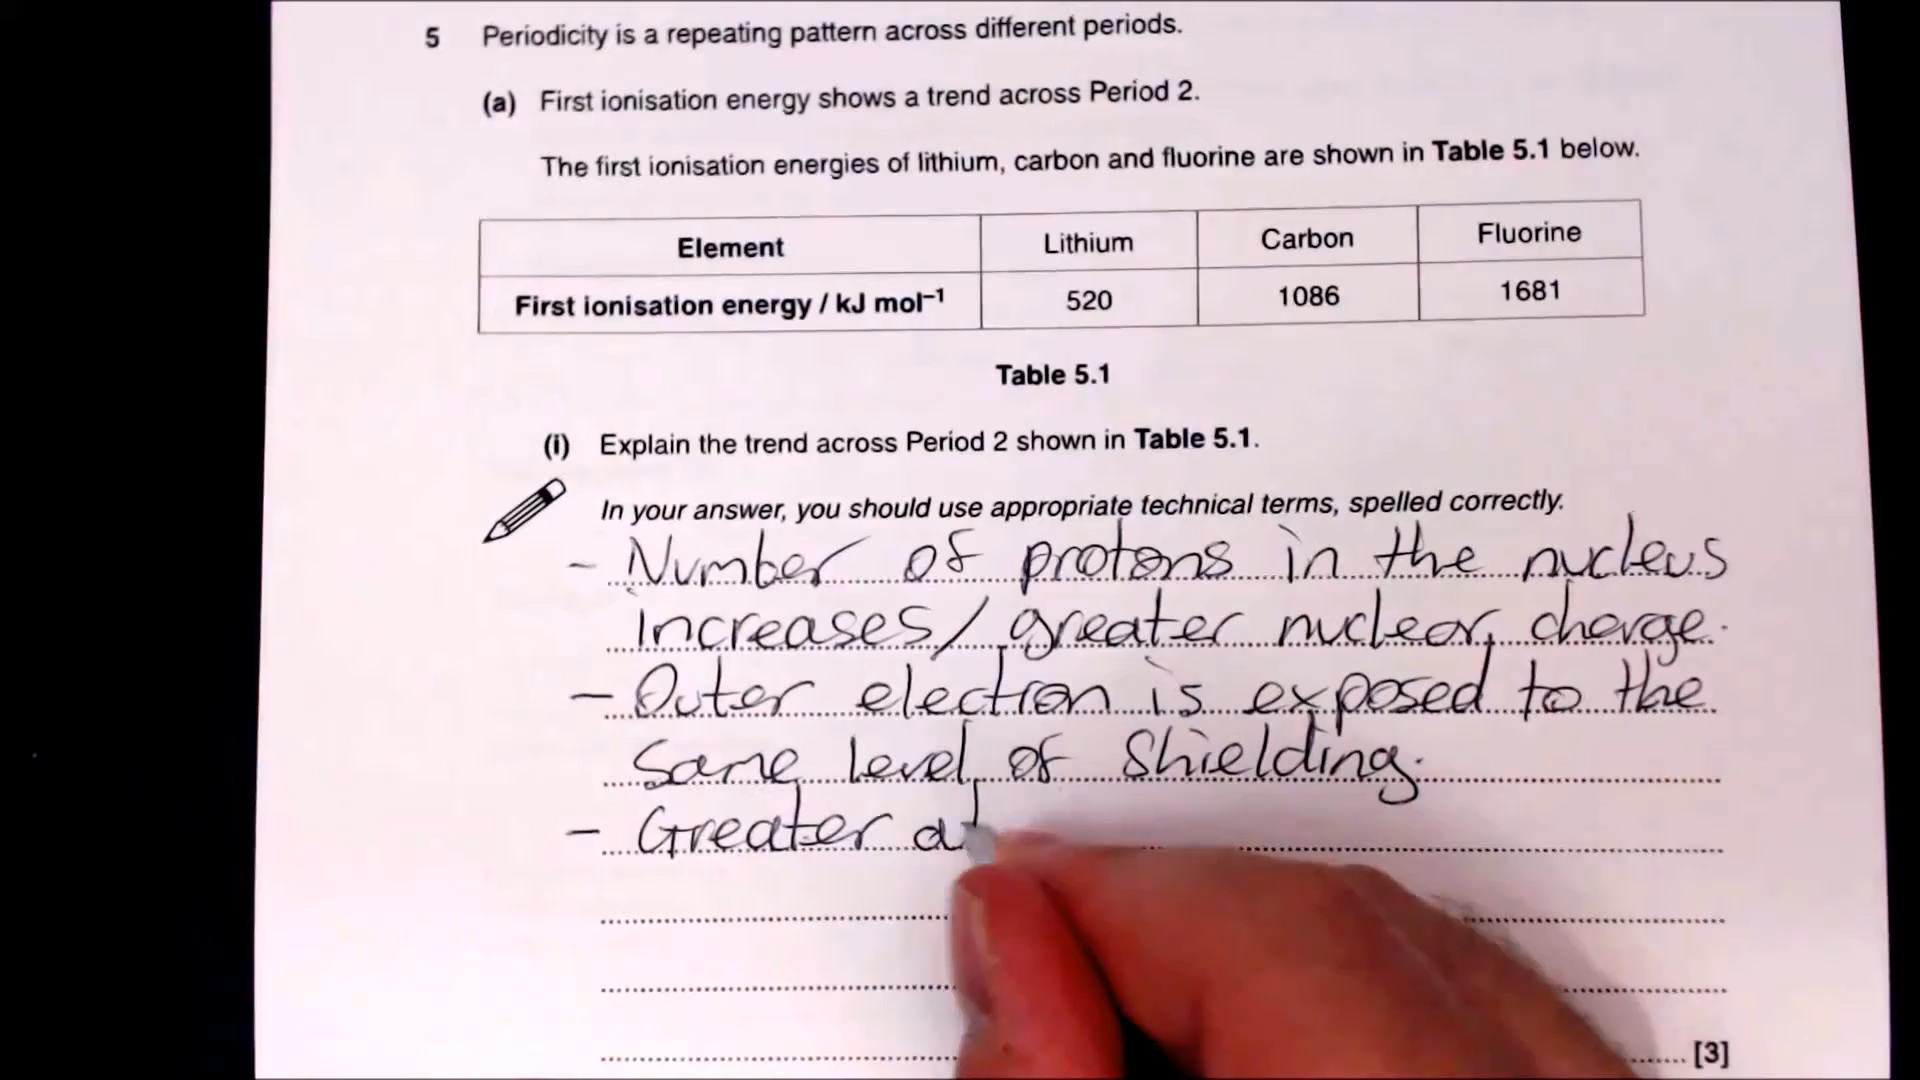 5 Periodicity is a repeating pattern across different periods.
(a) First ionisation energy shows a trend across Period 2.
The first ionisation energies of lithium, carbon and fluorine are shown in Table 5.1 below.
Element Lithium Carbon Fluorine
First ionisation energy / kJ mol⁻¹ 520 1086 1681
Table 5.1
(i) Explain the trend across Period 2 shown in Table 5.1.
In your answer, you should use appropriate technical terms, spelled correctly.
- Number of protons in the nucleus
increases/greater nuclear charge.
- Outer electron is exposed to the
same level of shielding.
- Greater
[3]